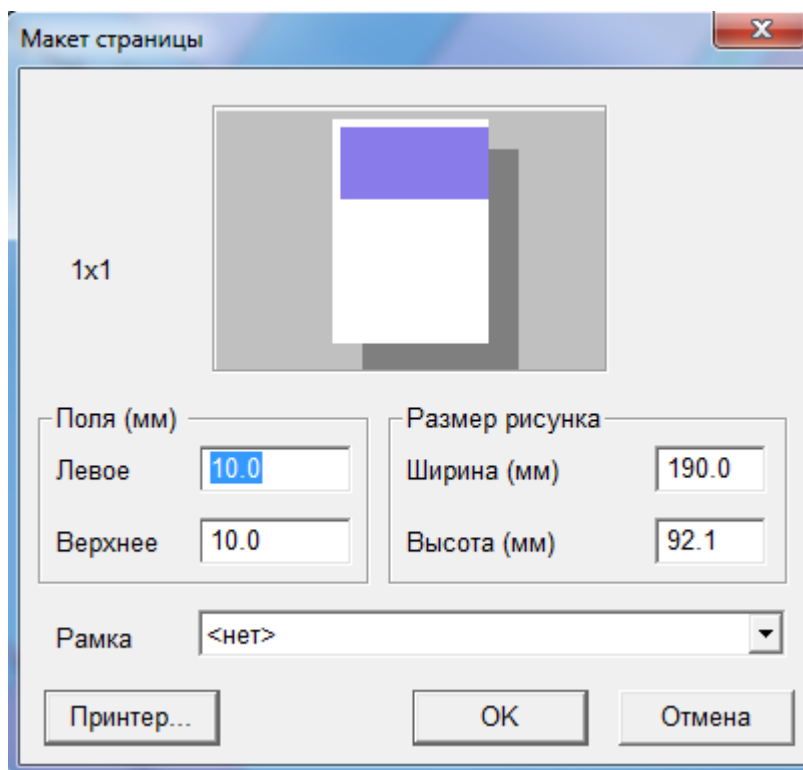 Макет страницы
1x1
Поля (мм)
Левое 10.0
Верхнее 10.0
Размер рисунка
Ширина (мм) 190.0
Высота (мм) 92.1
Рамка <нет>
Принтер... OK Отмена